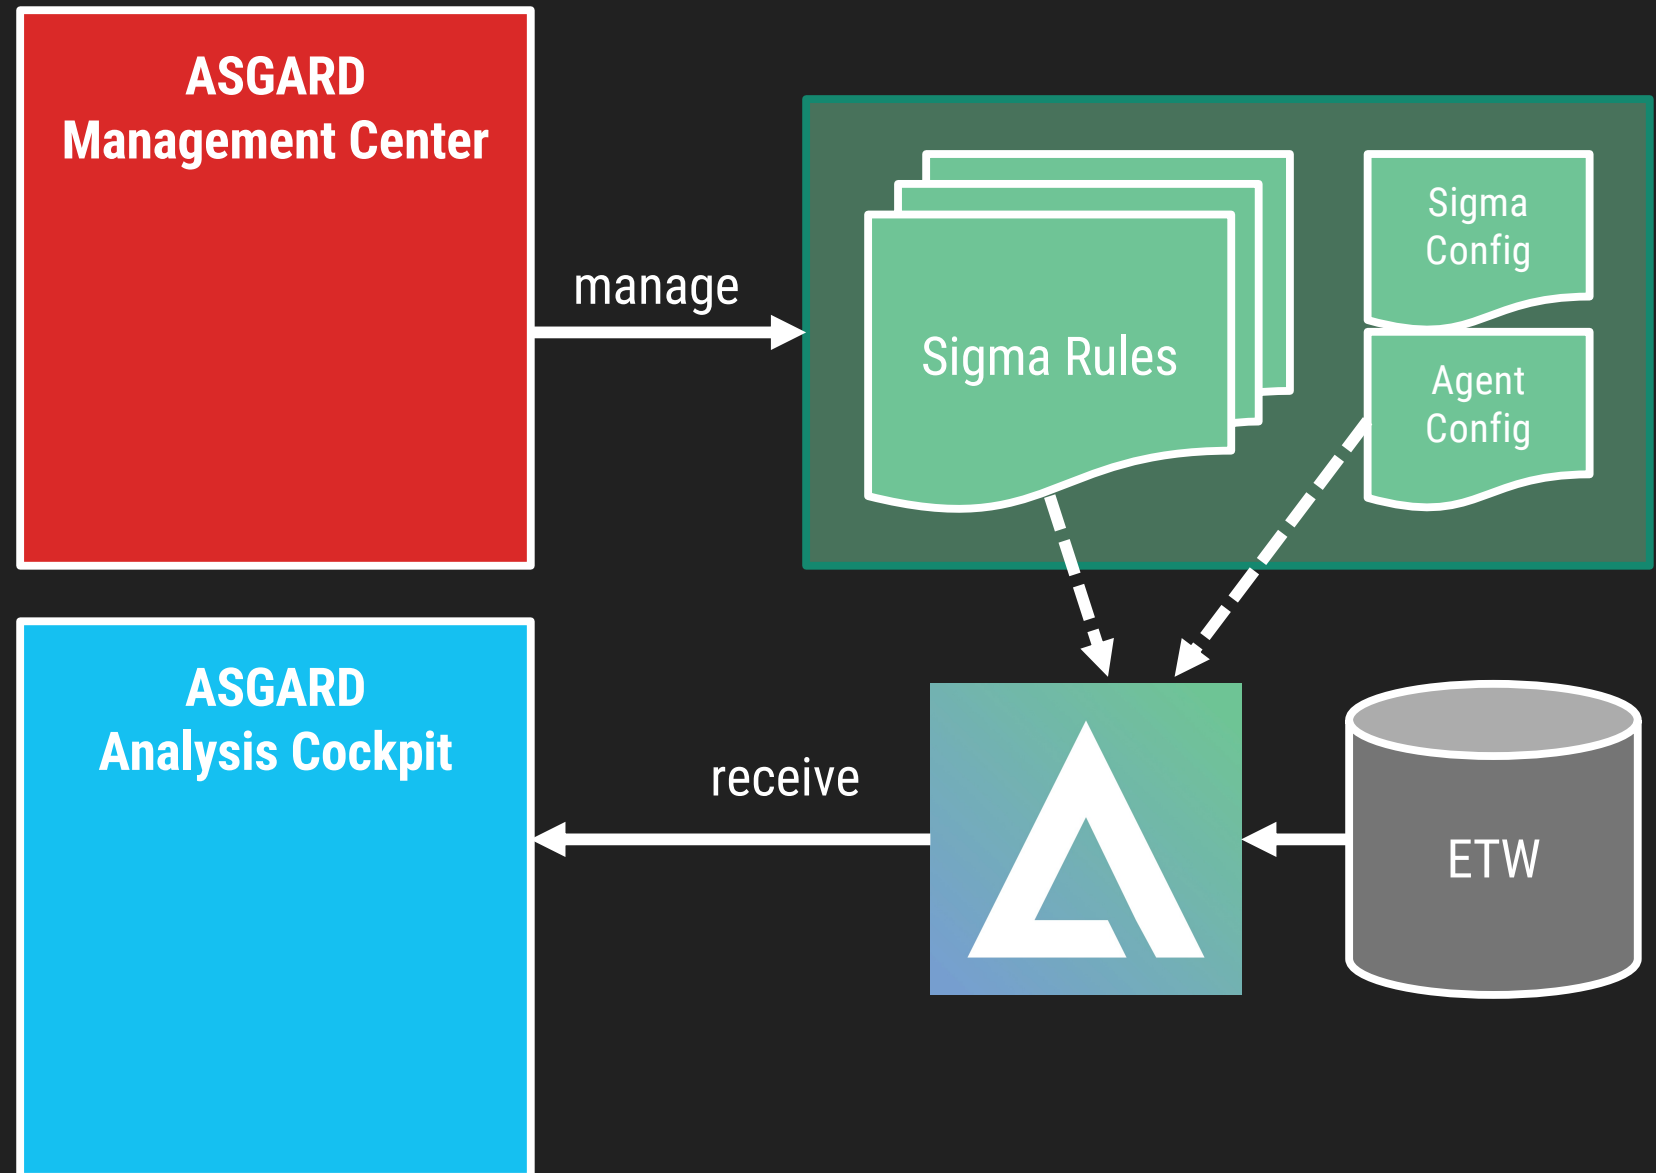 ASGARD
Management Center
manage
Sigma Rules
Sigma
Config
Agent
Config
ASGARD
Analysis Cockpit
receive
ETW